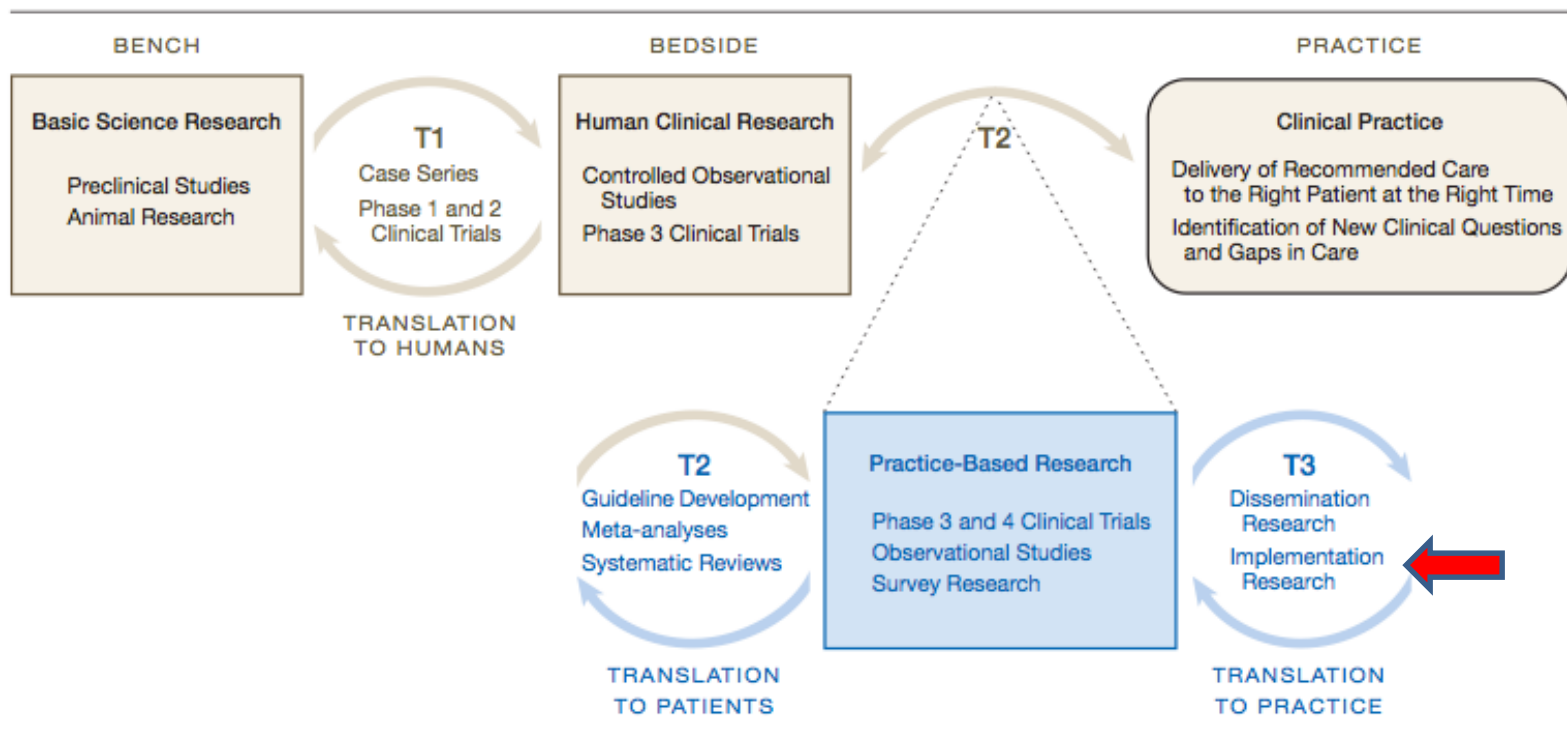 BENCH
BEDSIDE
PRACTICE
Basic Science Research
Preclinical Studies
Animal Research
T1
Case Series
Phase 1 and 2
Clinical Trials
TRANSLATION
TO HUMANS
Human Clinical Research
Controlled Observational
Studies
Phase 3 Clinical Trials
T2
Clinical Practice
Delivery of Recommended Care
to the Right Patient at the Right Time
Identification of New Clinical Questions
and Gaps in Care
T2
Guideline Development
Meta-analyses
Systematic Reviews
TRANSLATION
TO PATIENTS
Practice-Based Research
Phase 3 and 4 Clinical Trials
Observational Studies
Survey Research
T3
Dissemination
Research
Implementation
Research
TRANSLATION
TO PRACTICE